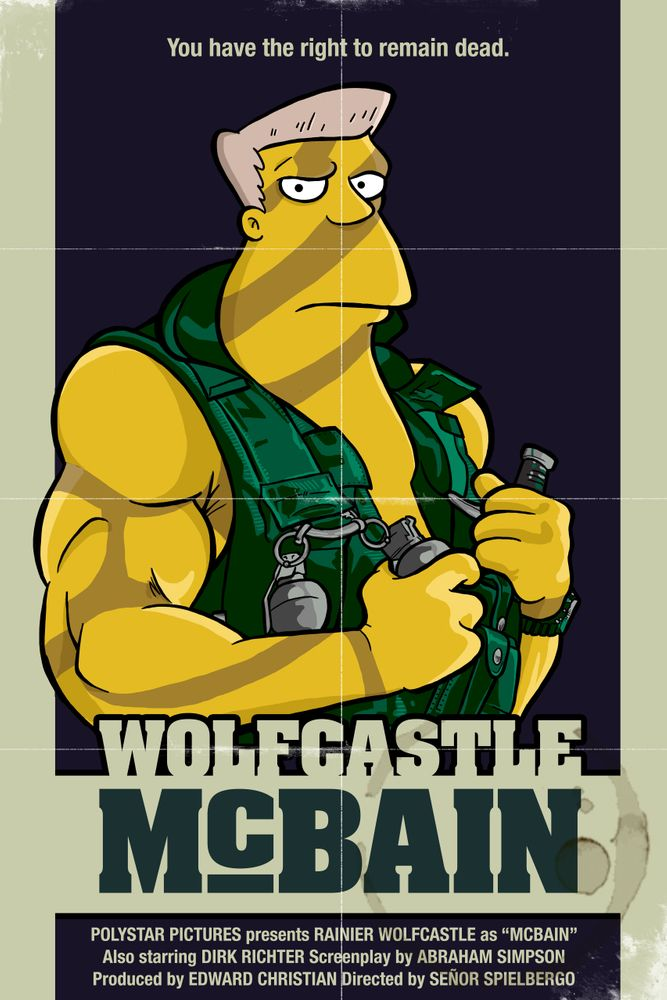 You have the right to remain dead.
WOLFCASTLE
McBAIN
POLYSTAR PICTURES presents RAINIER WOLFCASTLE as “MCBAIN”
Also starring DIRK RICHTER Screenplay by ABRAHAM SIMPSON
Produced by EDWARD CHRISTIAN Directed by SEÑOR SPIELBERGO